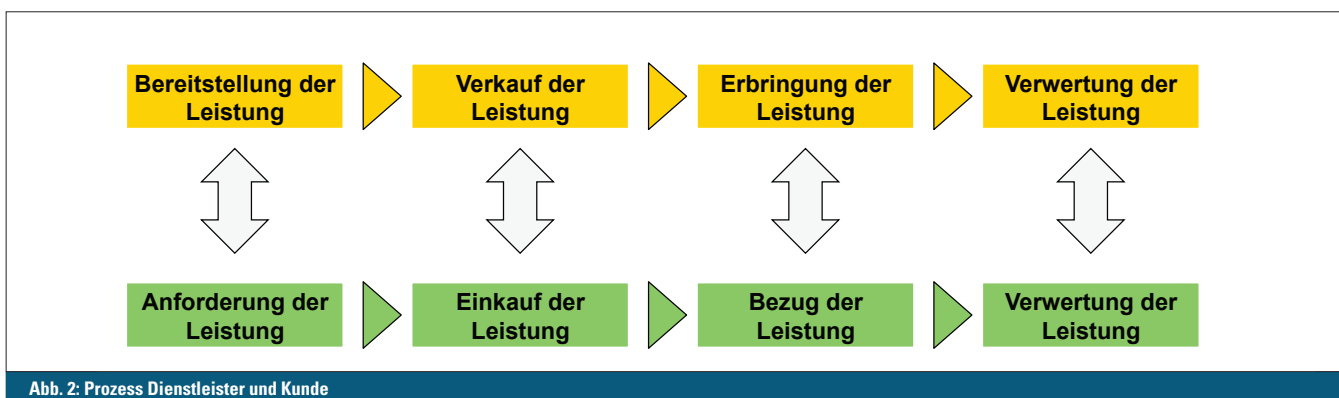 Bereitstellung der
Leistung
Verkauf der
Leistung
Erbringung der
Leistung
Verwertung der
Leistung
Anforderung der
Leistung
Einkauf der
Leistung
Bezug der
Leistung
Verwertung der
Leistung
Abb. 2: Prozess Dienstleister und Kunde